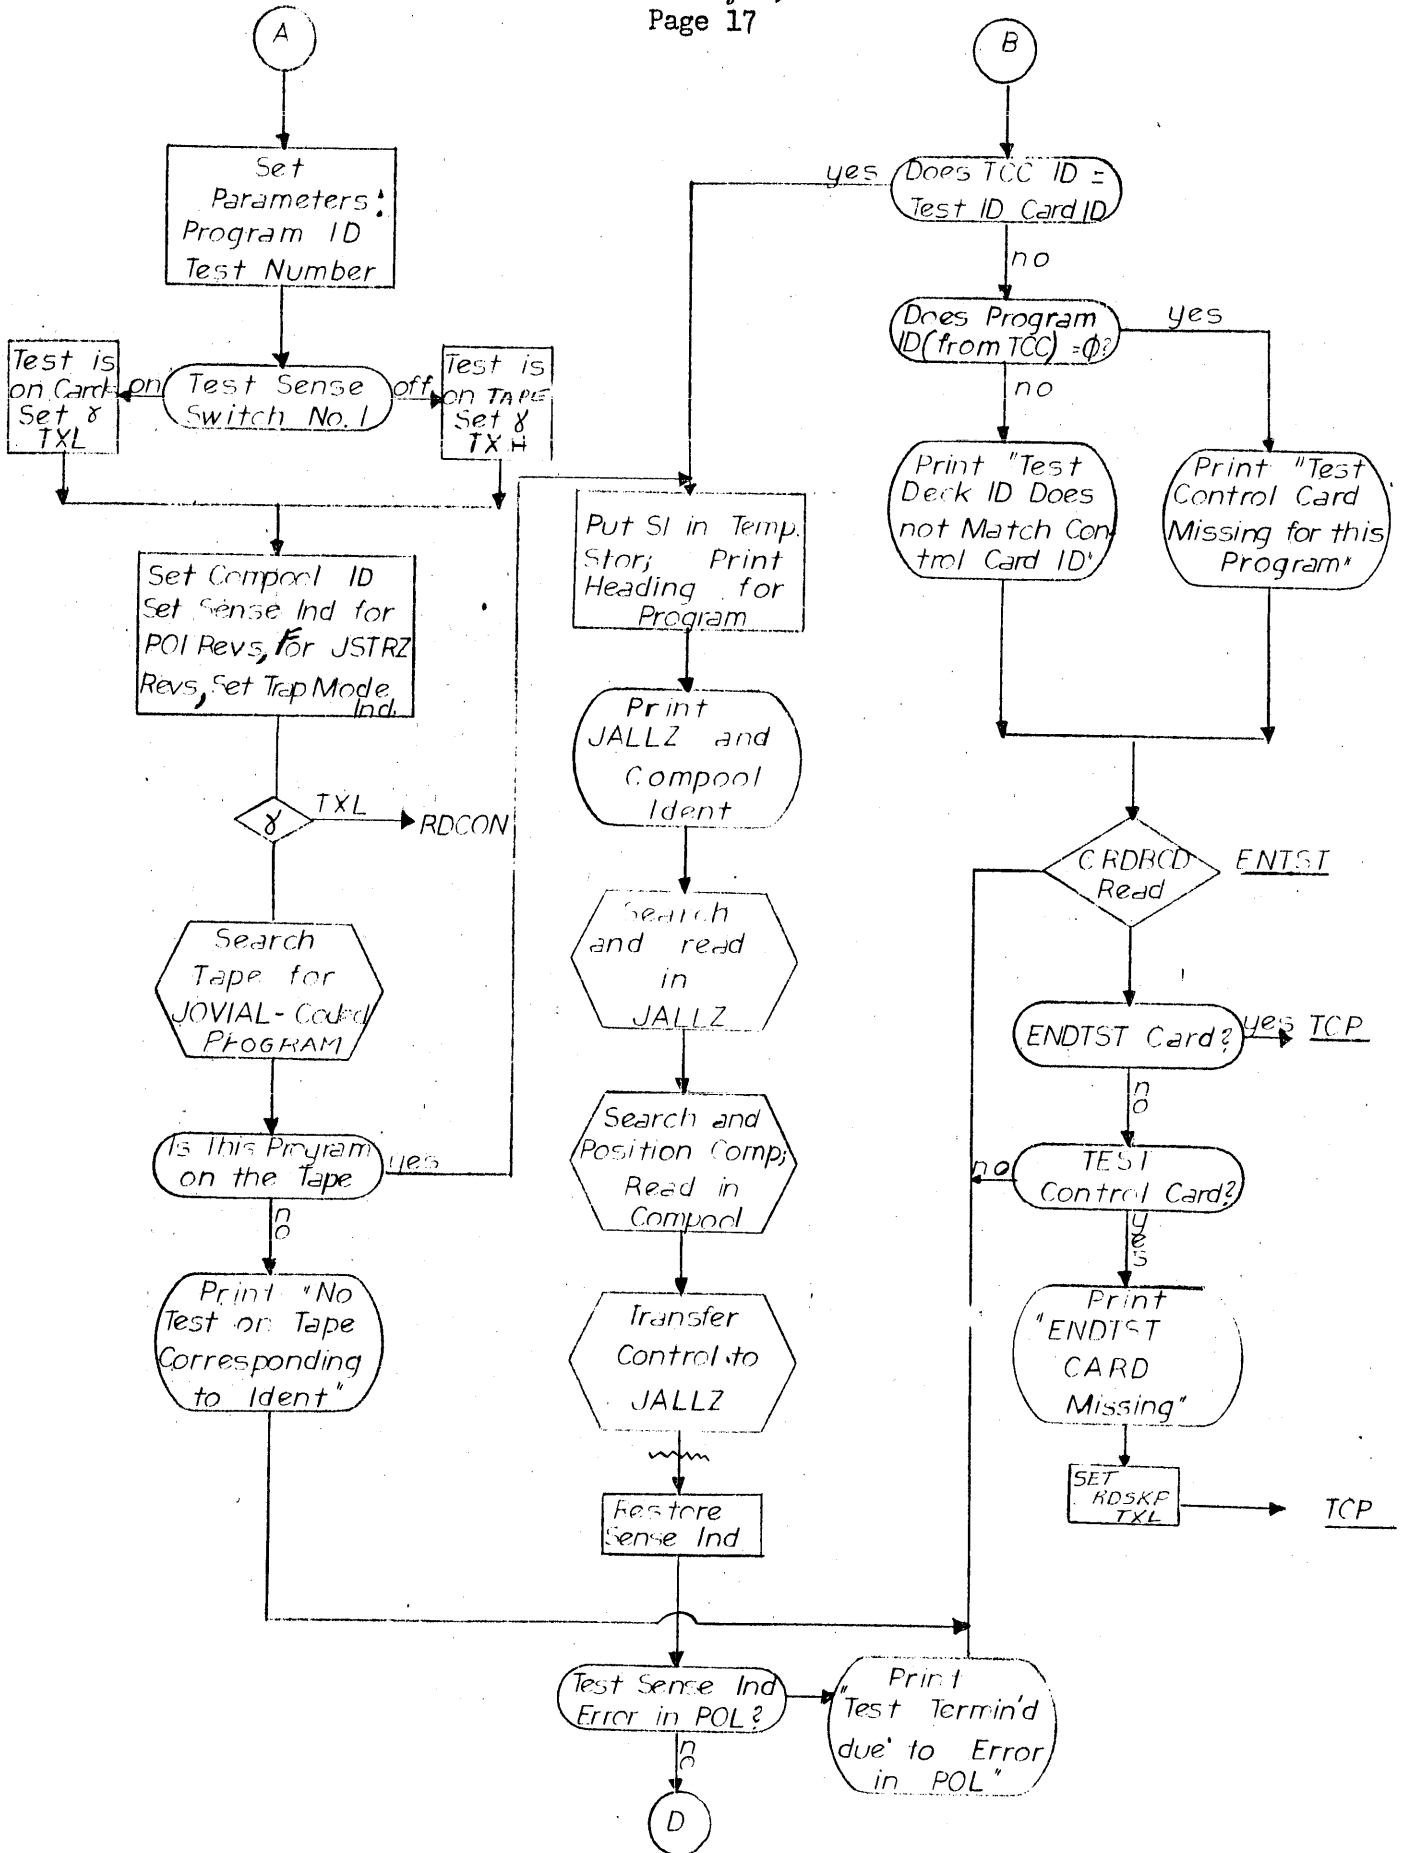 Page 17
A
Set
Parameters:
Program ID
Test Number
Test is
on Card
Set γ
TXL
on
Test Sense
Switch No. 1
off
Test is
on TAPE
Set γ
TXH
Set Compool ID
Set Sense Ind for
POI Revs, For JSTRZ
Revs, Set Trap Mode
Ind.
γ
TXL
RDCON
Search
Tape for
JOVIAL-Coded
PROGRAM
Is This Program
on the Tape
yes
no
Print "No
Test on Tape
Corresponding
to Ident"
Put SI in Temp.
Stor; Print
Heading for
Program
Print
JALLZ and
Compool
Ident
Search
and read
in
JALLZ
Search and
Position Comp;
Read in
Compool
Transfer
Control to
JALLZ
Restore
Sense Ind
Test Sense Ind
Error in POL?
no
D
Print
"Test Termin'd
due to Error
in POL"
B
Does TCC ID =
Test ID Card ID
yes
no
Does Program
ID (from TCC) = φ?
yes
no
Print "Test
Deck ID Does
not Match Con-
trol Card ID"
Print "Test
Control Card
Missing for this
Program"
CRDBCD
Read
ENTST
ENDTST Card?
yes
TCP
no
TEST
Control Card?
no
yes
Print
"ENDTST
CARD
Missing"
SET
RDSKP
TXL
TCP